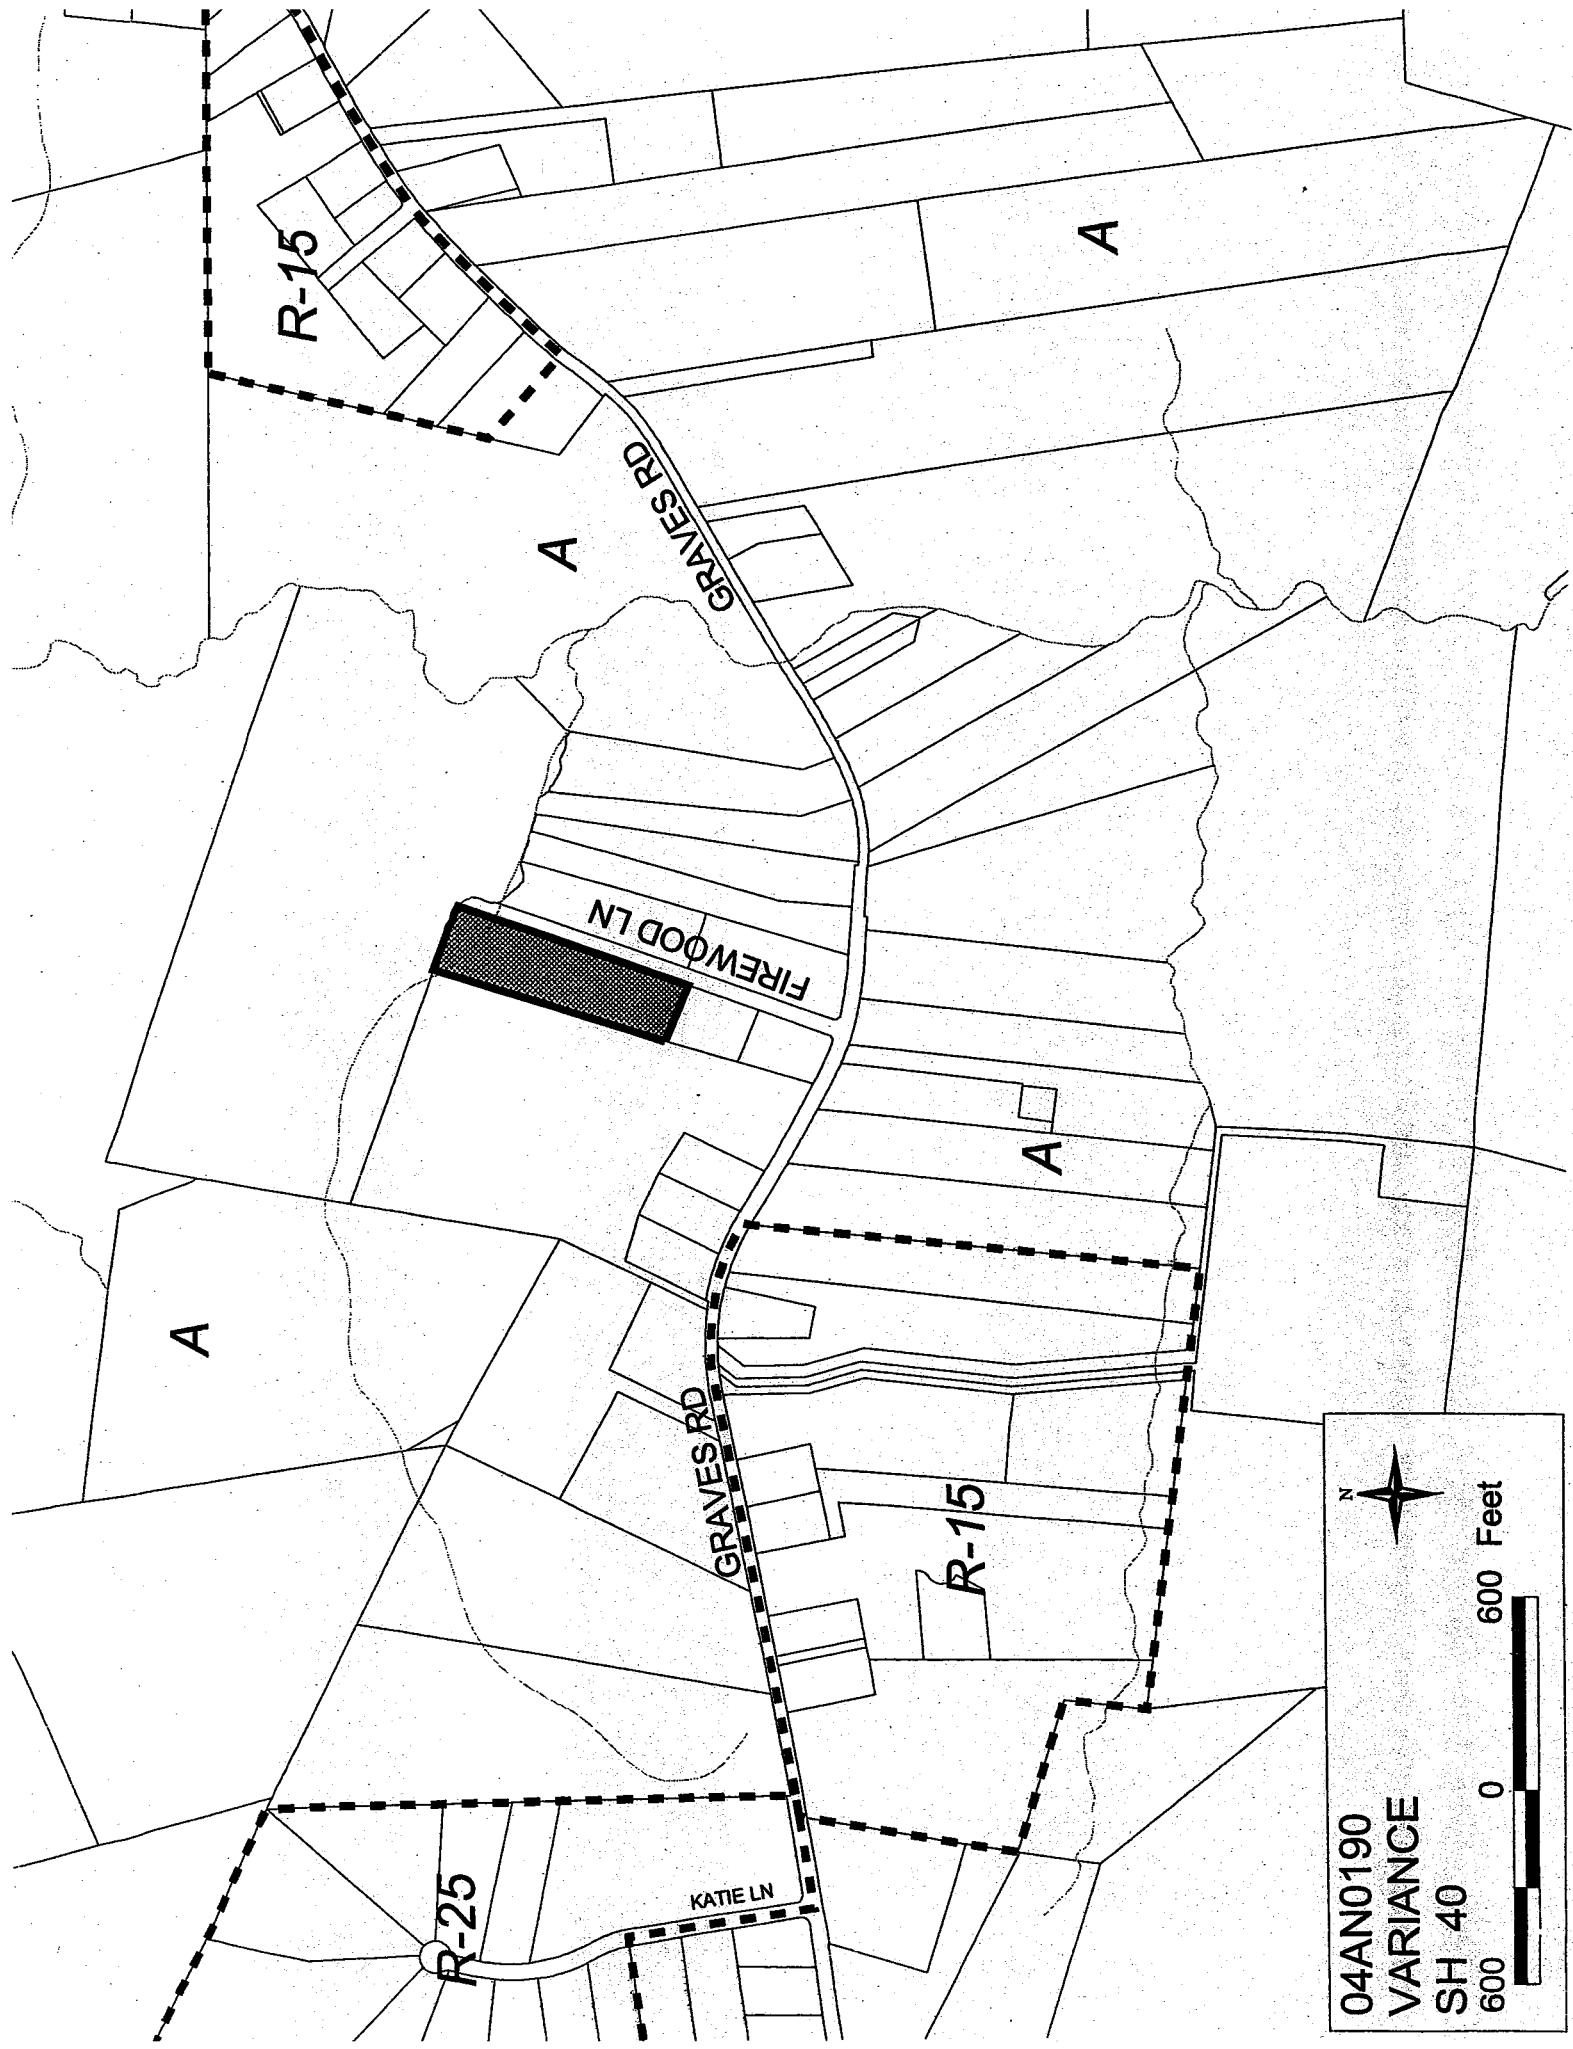 R-15
A
A
GRAVES RD
FIREWOOD LN
A
A
GRAVES RD
R-15
R-25
KATIE LN
04AN0190
VARIANCE
SH 40
N
600 0 600 Feet